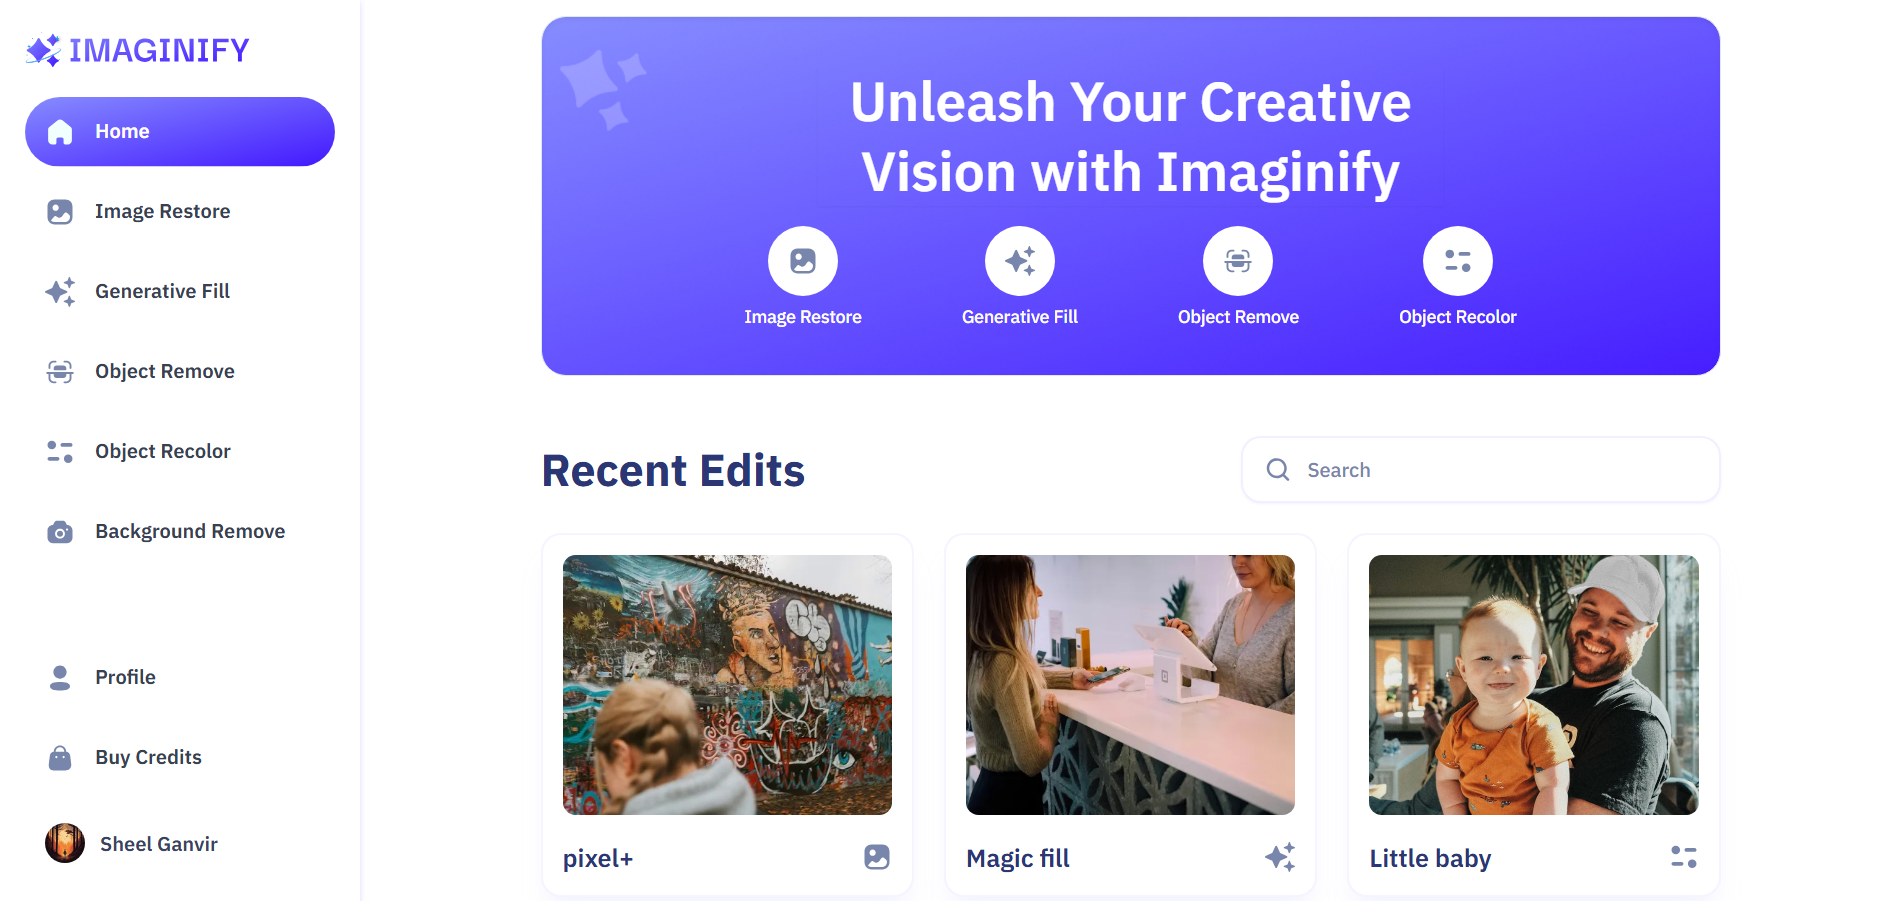 IMAGINIFY
Home
Image Restore
Generative Fill
Object Remove
Object Recolor
Background Remove
Profile
Buy Credits
Sheel Ganvir
Unleash Your Creative
Vision with Imaginify
Image Restore
Generative Fill
Object Remove
Object Recolor
Recent Edits
Search
pixel+
Magic fill
Little baby